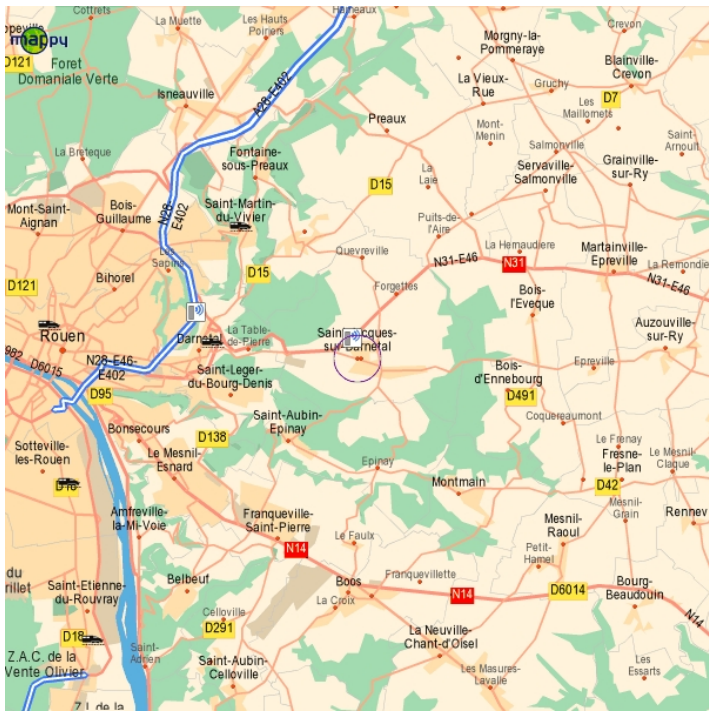 Cottrets
La Muette
Les Hauts
Poiriers
Hameaux
Crevon
mappy
D121
Foret
Domaniale Verte
Morgny-la-
Pommeraye
Blainville-
Crevon
La Vieux-
Rue
Gruchy
D7
Les
Maillomets
Isneauville
A28-E402
Preaux
Mont-
Menin
Saint-
Arnoult
La Breteque
Fontaine-
sous-Preaux
Salmonville
La
Laie
Servaville-
Salmonville
Grainville-
sur-Ry
D15
Mont-Saint-
Aignan
Bois-
Guillaume
N28-
E402
Saint-Martin
du-Vivier
Puits-de-
l'Aire
Les
Sapins
Quevreville
La Hemaudiere
Martainville-
Epreville
La Remondie
N31-E46
N31
D15
D121
Bihorel
Forgettes
N31-E46
Bois-
l'Eveque
Rouen
Darnetal
La Table-
de-Pierre
Saint-Jacques-
sur-Darnetal
Auzouville-
sur-Ry
982
D6015
N28-E46-
E402
Saint-Leger
du-Bourg-Denis
Bois-
d'Ennebourg
Epreville
D95
D491
Bonsecours
D138
Saint-Aubin-
Epinay
Coquereaumont
Sotteville-
les-Rouen
Le Mesnil-
Esnard
Epinay
Le Frenay
Fresne-
le-Plan
Le Mesnil-
Claque
Montmain
D42
D18
Mesnil-
Grain
Amfreville-
la-Mi-Voie
Franqueville-
Saint-Pierre
Rennev
Le Faulx
Mesnil-
Raoul
N14
Petit-
Hamel
du
rillet
Saint-Etienne
du-Rouvray
Belbeuf
Boos
Franquevillette
N14
D6014
Bourg-
Beaudouin
La Croix
Celloville
N14
D18
D291
La Neuville-
Chant-d'Oisel
Saint-
Adrien
Z.A.C. de la
Vente Olivier
Saint-Aubin-
Celloville
Les Masures-
Lavalle
Les
Essarts
Z.I. de la